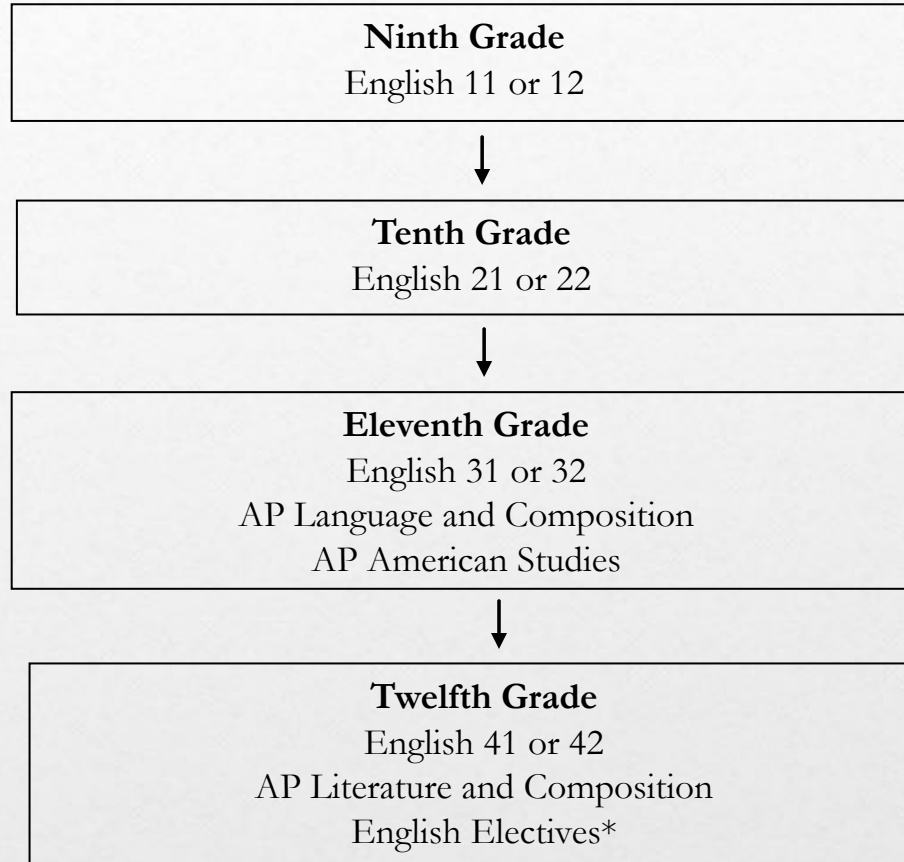 Ninth Grade
English 11 or 12
Tenth Grade
English 21 or 22
Eleventh Grade
English 31 or 32
AP Language and Composition
AP American Studies
Twelfth Grade
English 41 or 42
AP Literature and Composition
English Electives*